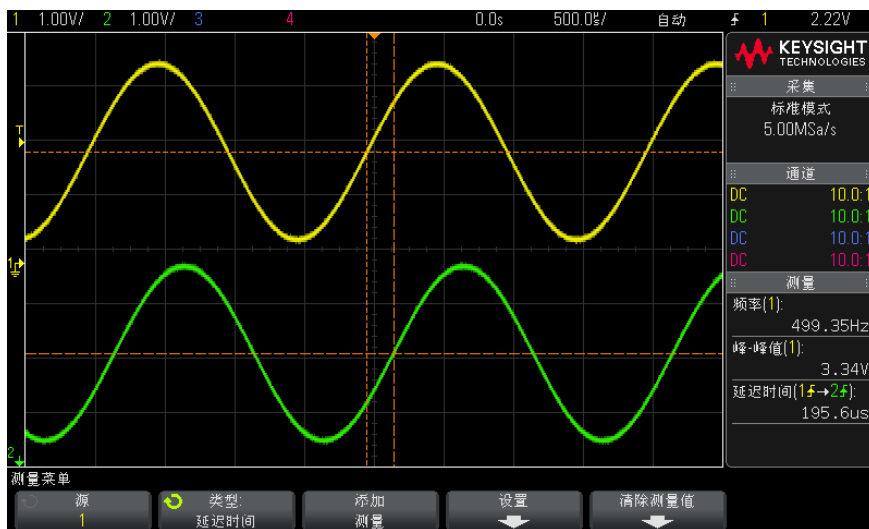 1 1.00V/ 2 1.00V/ 3 4 0.0s 500.0㎲/ 自动 1 2.22V
KEYSIGHT
TECHNOLOGIES
采集
标准模式
5.00MSa/s
通道
DC 10.0:1
DC 10.0:1
DC 10.0:1
DC 10.0:1
测量
频率(1):
499.35Hz
峰-峰值(1):
3.34V
延迟时间(1→2):
195.6us
T
1
2
测量菜单
源
1
类型:
延迟时间
添加
测量
设置
清除测量值